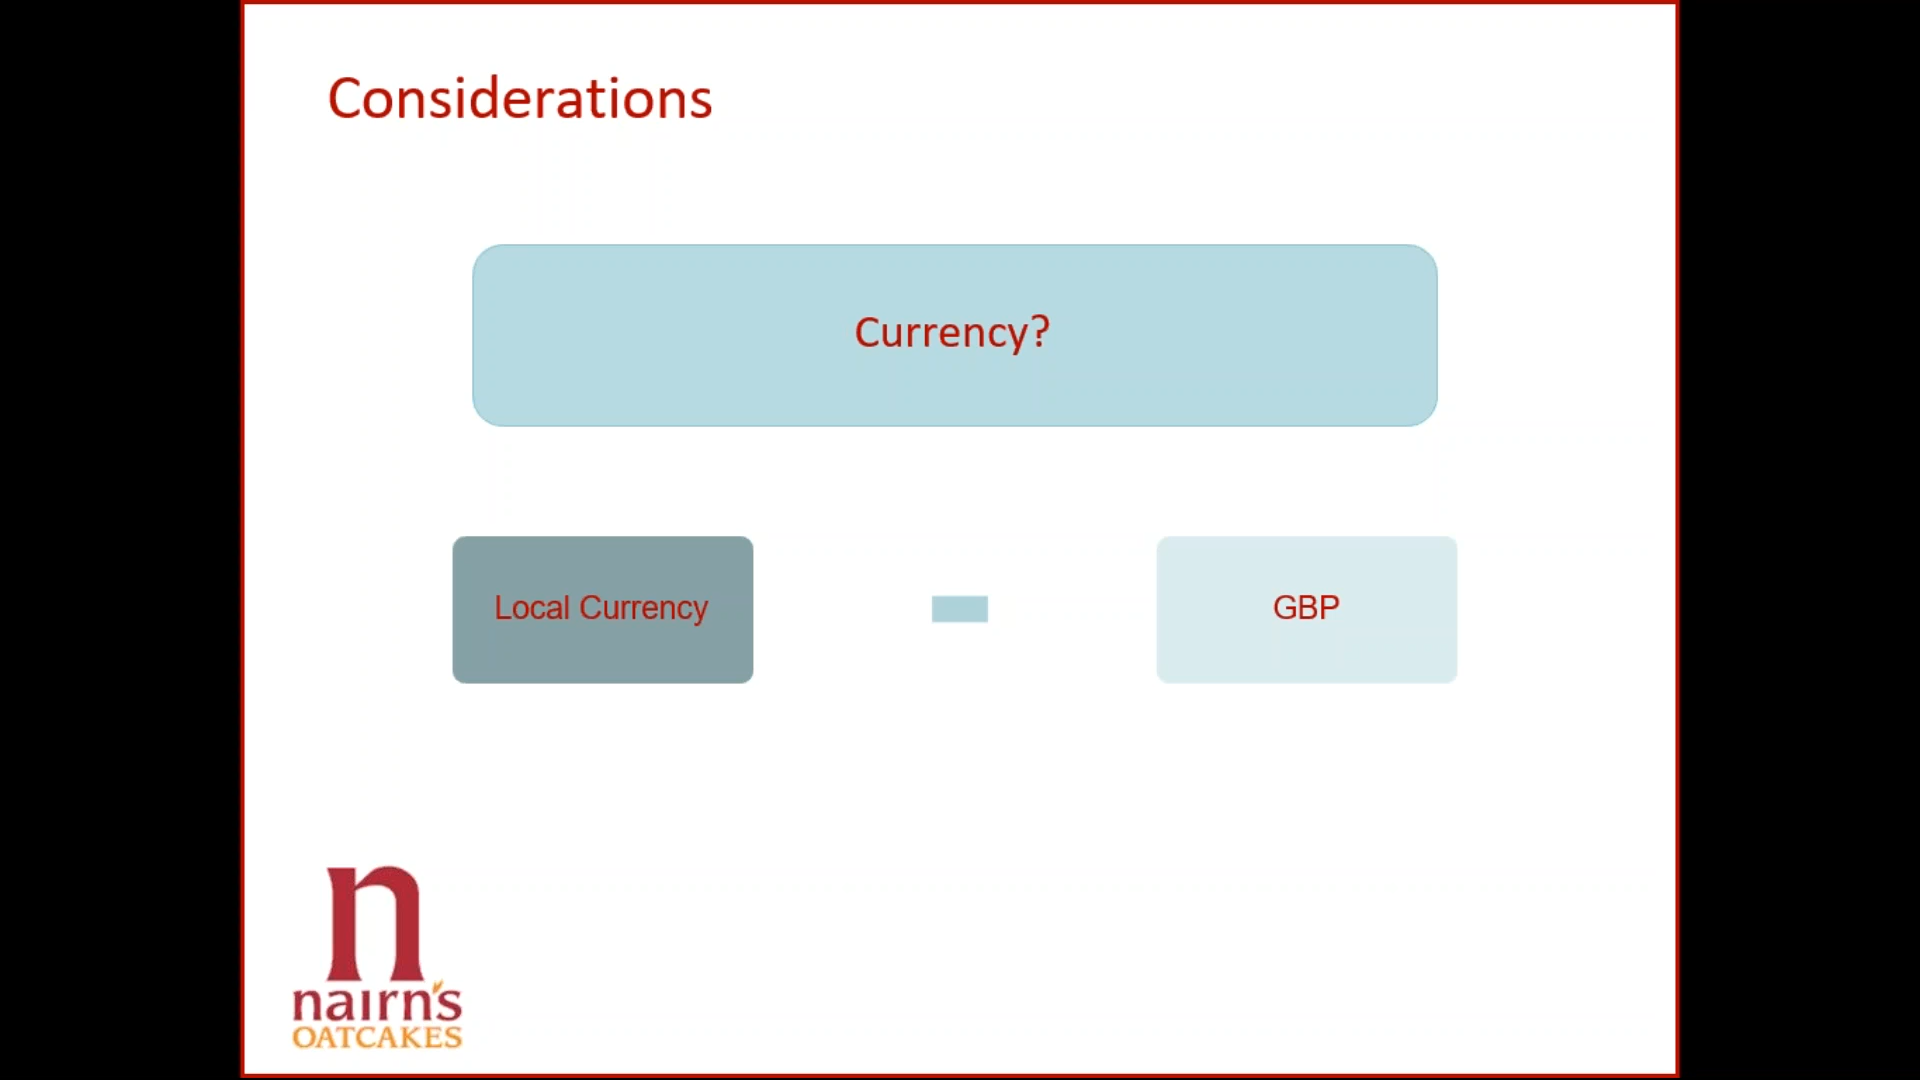 Considerations
Currency?
Local Currency
GBP
n
nairn's
OATCAKES